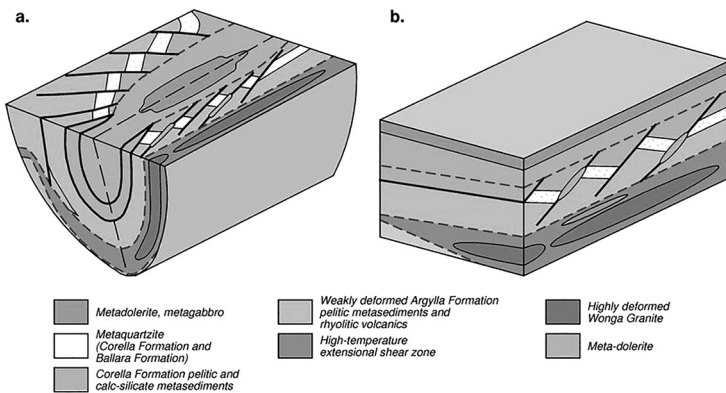 a.
b.
Metadolerite, metagabbro
Metaquartzite
(Corella Formation and
Ballara Formation)
Corella Formation pelitic and
calc-silicate metasediments
Weakly deformed Argylla Formation
pelitic metasediments and
rhyolitic volcanics
High-temperature
extensional shear zone
Highly deformed
Wonga Granite
Meta-dolerite